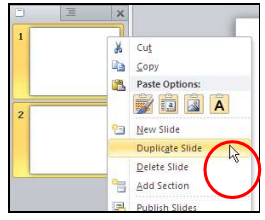 1
Cut
Copy
Paste Options:
A
2
New Slide
Duplicate Slide
Delete Slide
Add Section
Publish Slides